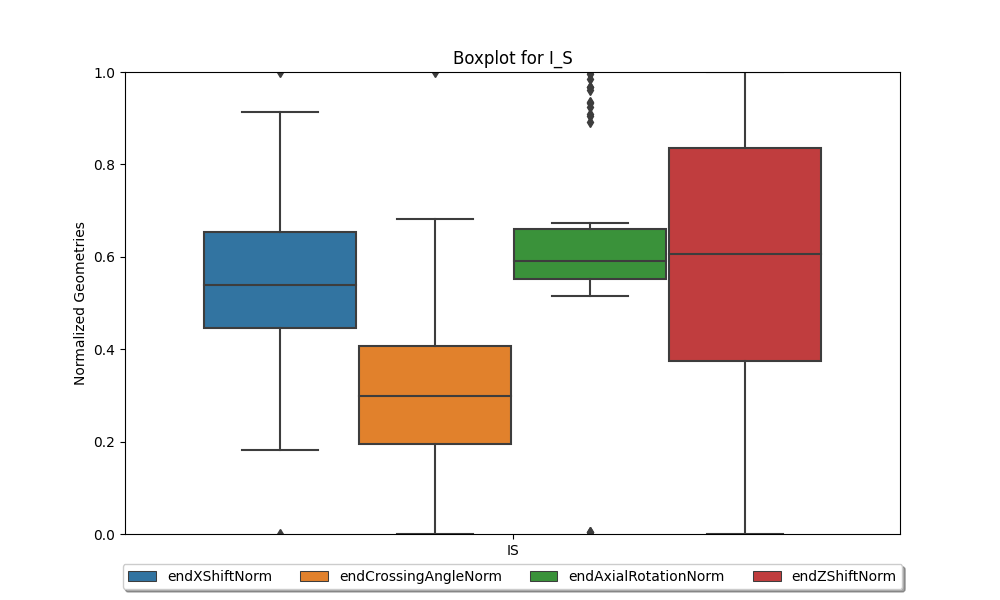 Boxplot for I_S
1.0
0.8
0.6
0.4
0.2
0.0
Normalized Geometries
IS
endXShiftNorm endCrossingAngleNorm endAxialRotationNorm endZShiftNorm